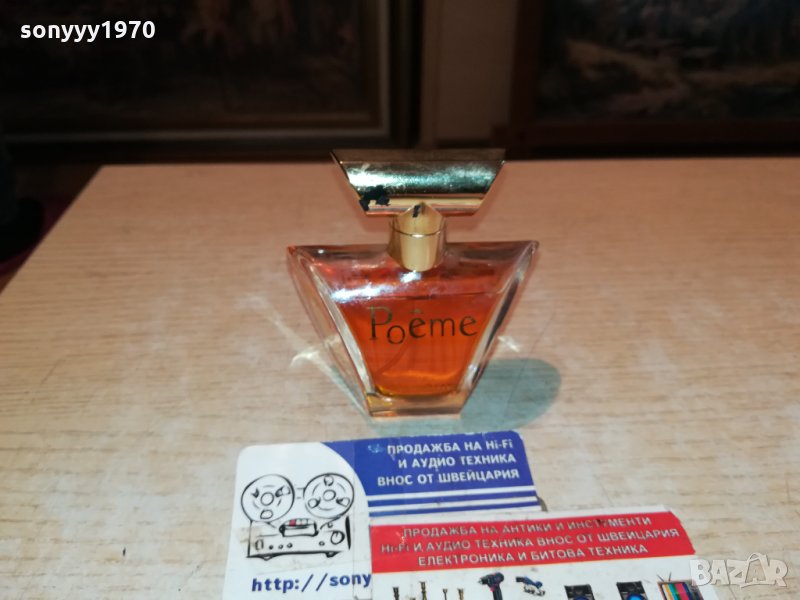 sonyyy1970
Poëme
ПРОДАЖБА НА Hi-Fi
И АУДИО ТЕХНИКА
ВНОС ОТ ШВЕЙЦАРИЯ
ПРОДАЖБА НА АНТИКИ И ИНСТРУМЕНТИ
Hi-Fi И АУДИО ТЕХНИКА ВНОС ОТ ШВЕЙЦАРИЯ
ЕЛЕКТРОНИКА И БИТОВА ТЕХНИКА
http://sony
BAZAR